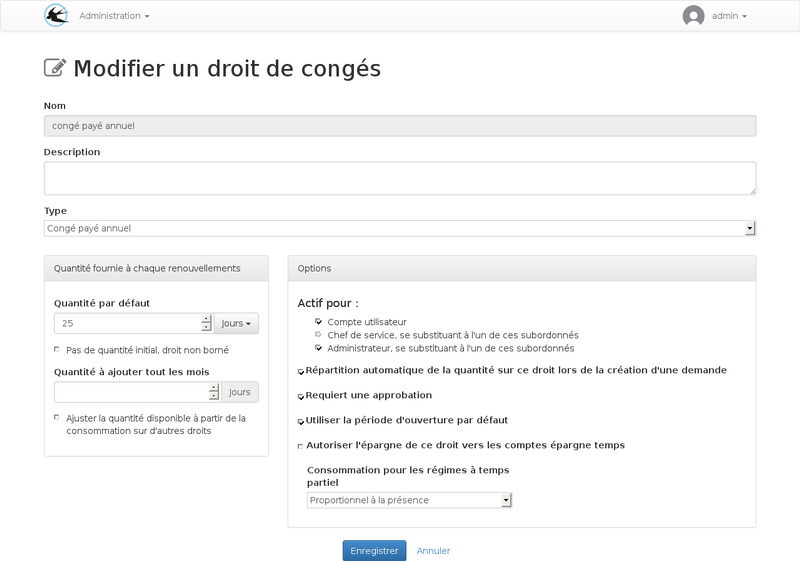 Administration
admin
Modifier un droit de congés
Nom
congé payé annuel
Description
Type
Congé payé annuel
Quantité fournie à chaque renouvellements
Quantité par défaut
25
Jours
Pas de quantité initial, droit non borné
Quantité à ajouter tout les mois
Jours
Ajuster la quantité disponible à partir de la
consommation sur d'autres droits
Options
Actif pour :
Compte utilisateur
Chef de service, se substituant à l'un de ces subordonnés
Administrateur, se substituant à l'un de ces subordonnés
Répartition automatique de la quantité sur ce droit lors de la création d'une demande
Requiert une approbation
Utiliser la période d'ouverture par défaut
Autoriser l'épargne de ce droit vers les comptes épargne temps
Consommation pour les régimes à temps
partiel
Proportionnel à la présence
Enregistrer
Annuler